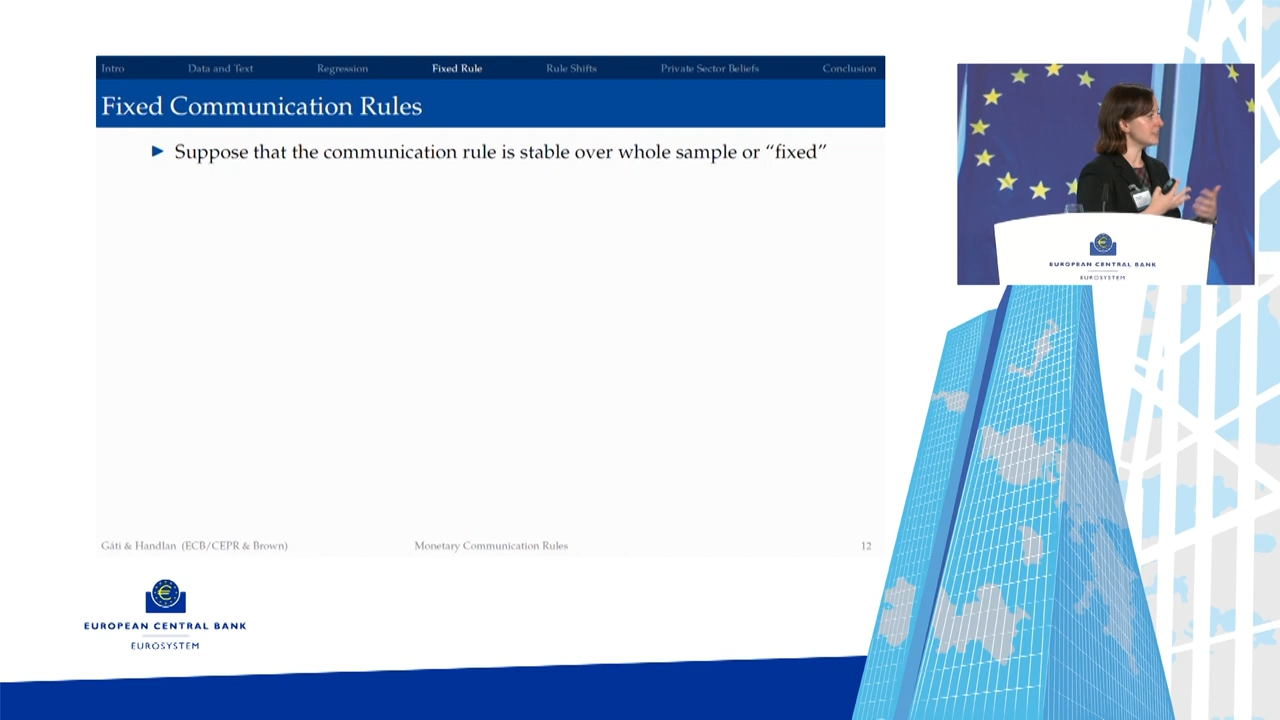 Intro Data and Text Regression Fixed Rule Rule Shifts Private Sector Beliefs Conclusion
Fixed Communication Rules
Suppose that the communication rule is stable over whole sample or “fixed”
Gáti & Handlan (ECB/CEPR & Brown) Monetary Communication Rules 12
EUROPEAN CENTRAL BANK
EUROSYSTEM
EUROPEAN CENTRAL BANK
EUROSYSTEM